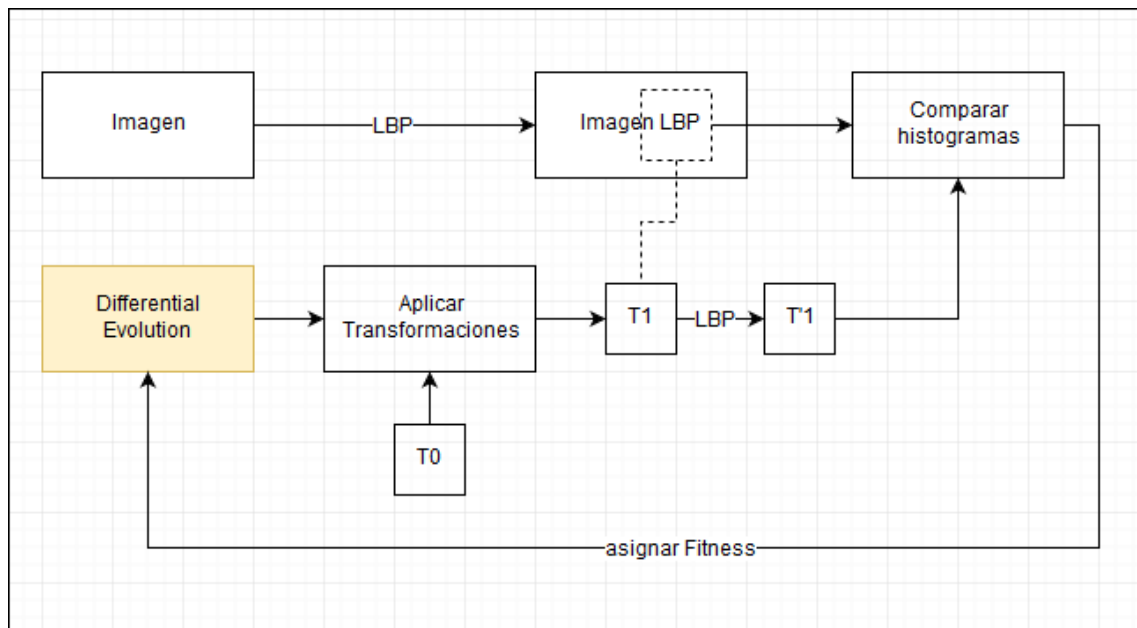 Imagen
LBP
Imagen LBP
Comparar
histogramas
Differential
Evolution
Aplicar
Transformaciones
T1
LBP
T'1
T0
asignar Fitness